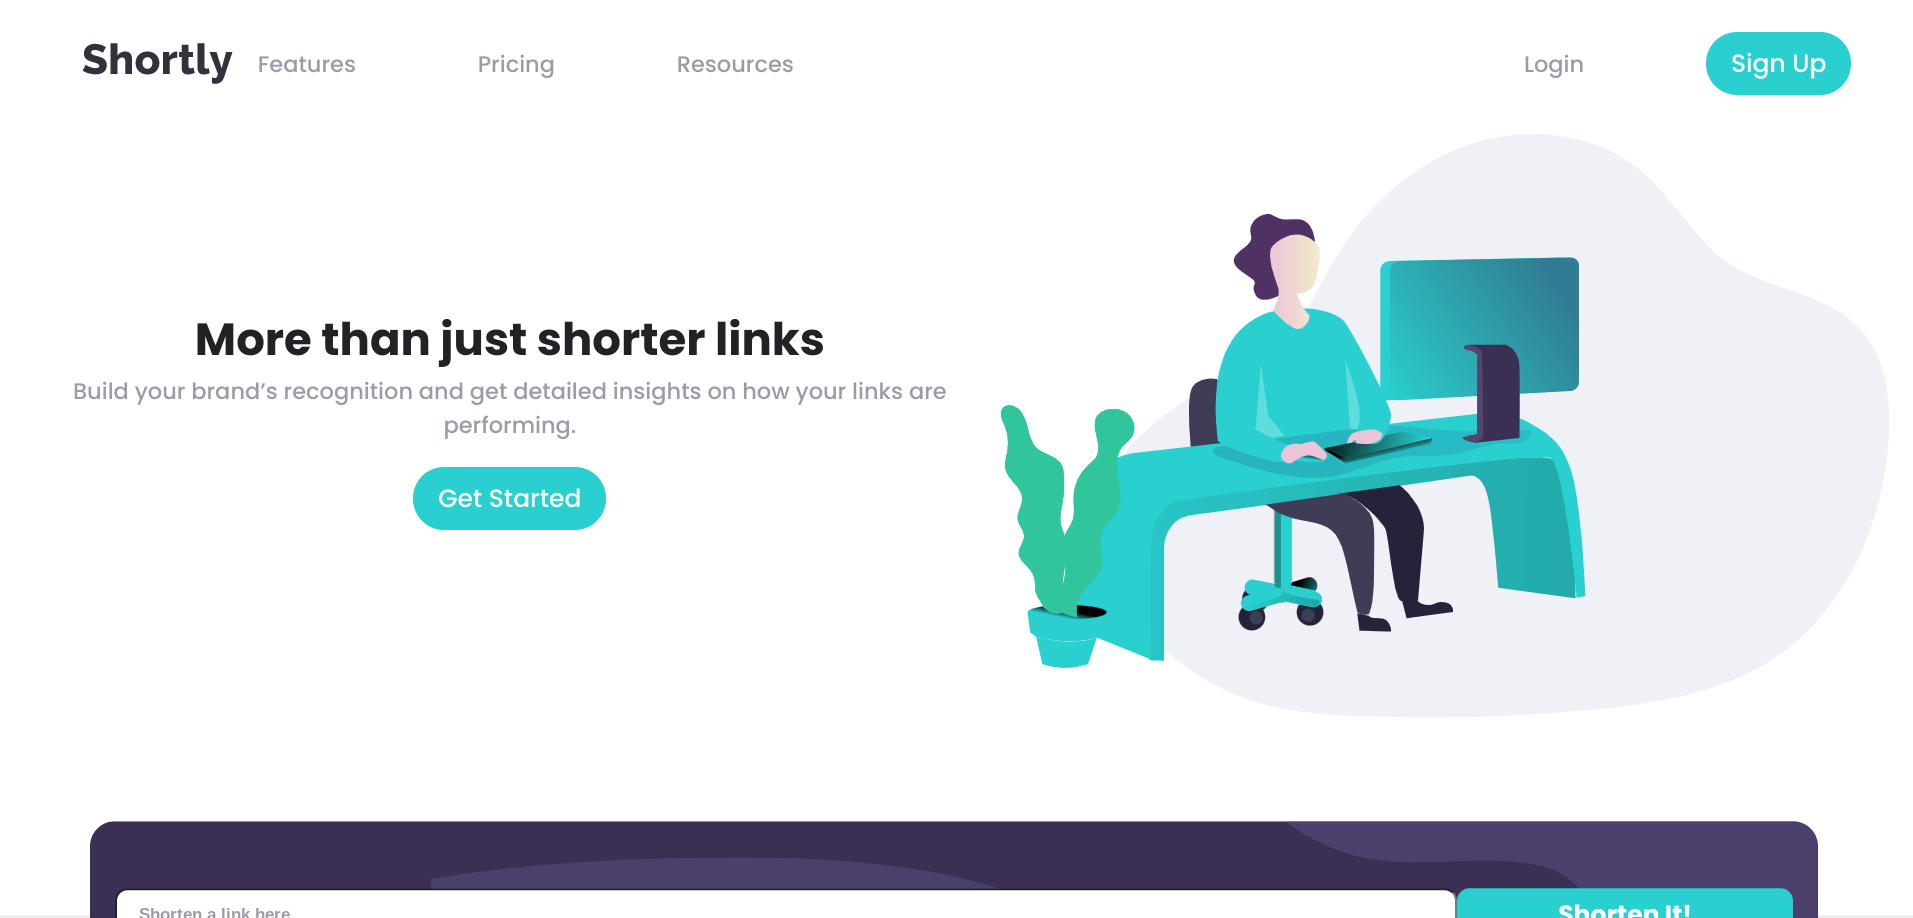 Shortly Features Pricing Resources Login Sign Up
More than just shorter links
Build your brand’s recognition and get detailed insights on how your links are
performing.
Get Started
Shorten a link here
Shorten It!